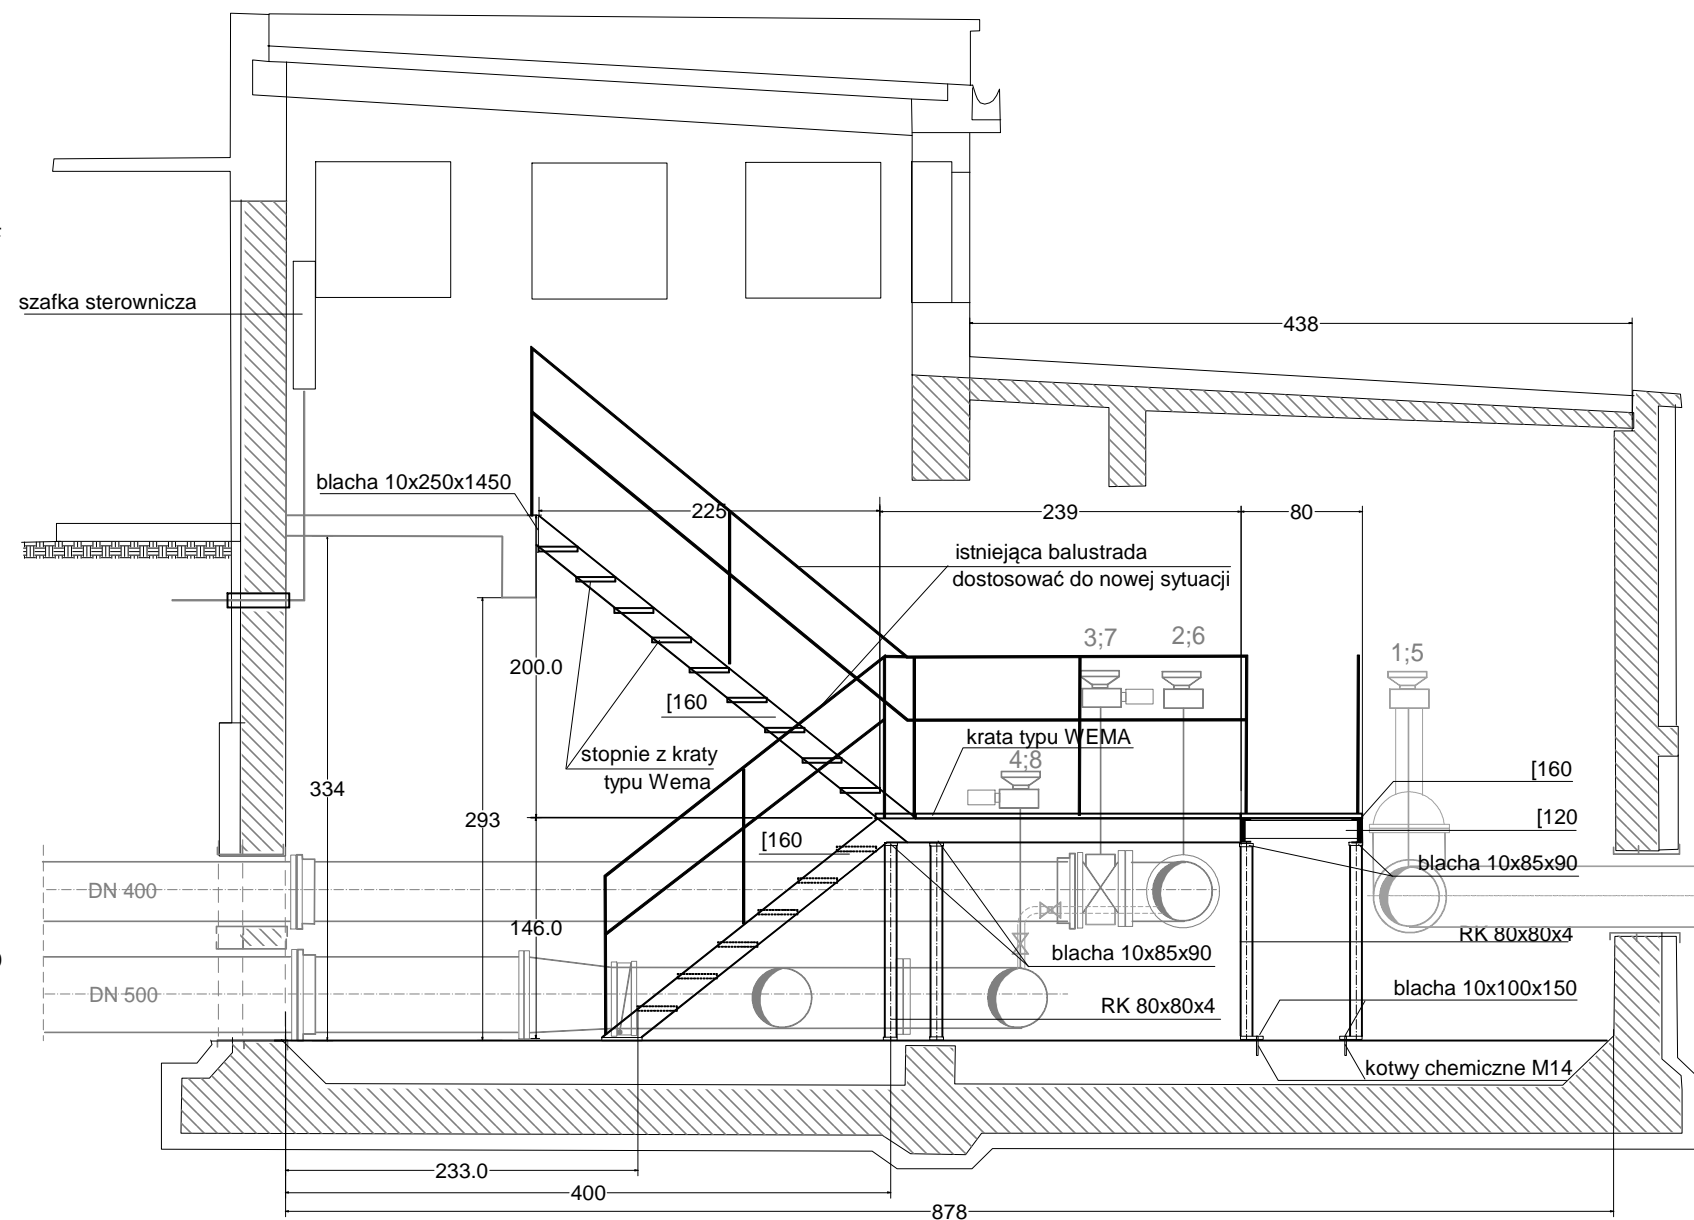 szafka sterownicza
438
blacha 10x250x1450
225
239
80
istniejąca balustrada
dostosować do nowej sytuacji
3;7
2;6
1;5
200.0
[160
krata typu WEMA
stopnie z kraty
typu Wema
4;8
[160
334
293
[120
[160
blacha 10x85x90
DN 400
146.0
RK 80x80x4
blacha 10x85x90
DN 500
blacha 10x100x150
RK 80x80x4
kotwy chemiczne M14
233.0
400
878